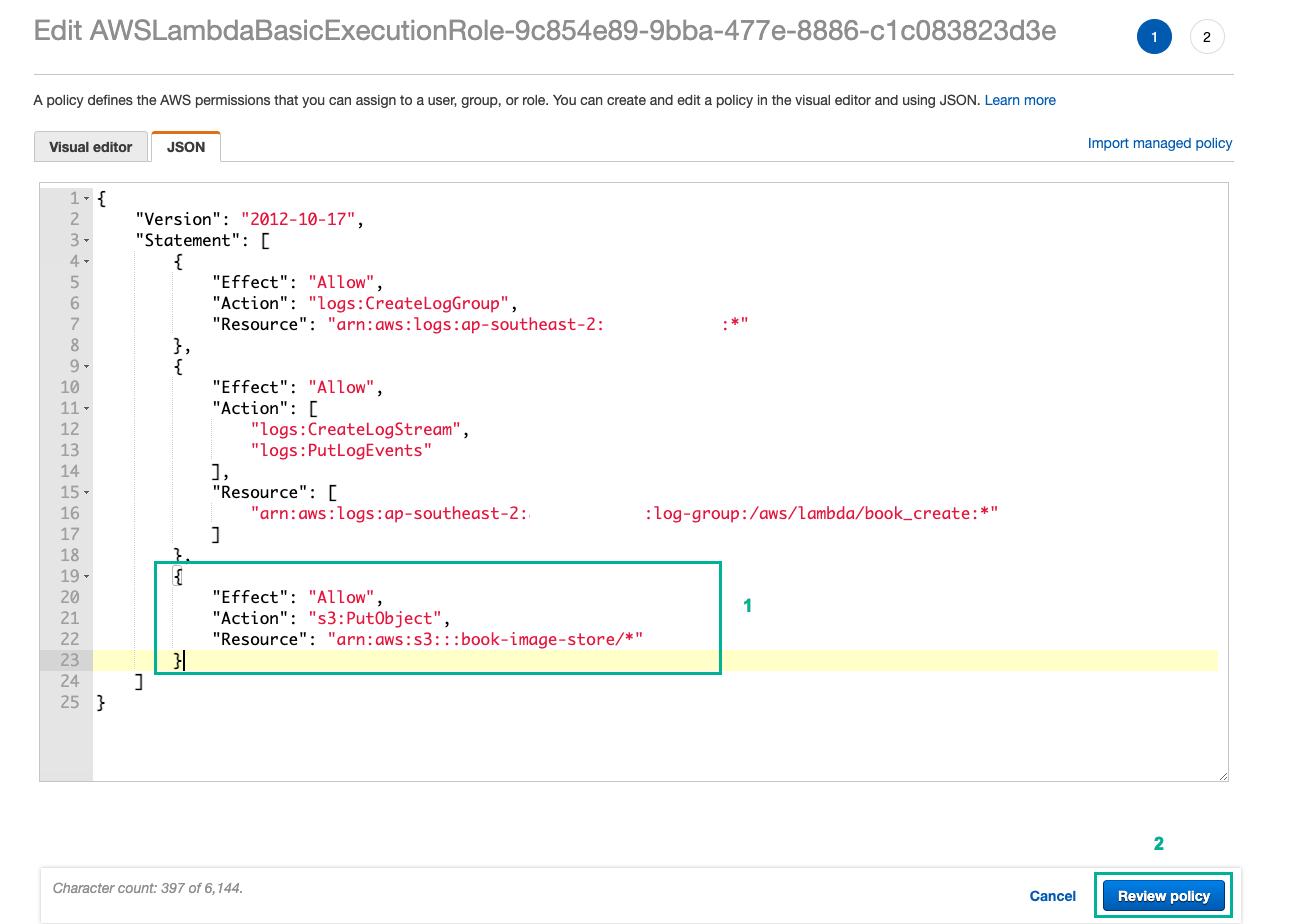 Edit AWSLambdaBasicExecutionRole-9c854e89-9bba-477e-8886-c1c083823d3e
1 2
A policy defines the AWS permissions that you can assign to a user, group, or role. You can create and edit a policy in the visual editor and using JSON. Learn more
Visual editor JSON Import managed policy
1 {
2 "Version": "2012-10-17",
3 "Statement": [
4 {
5 "Effect": "Allow",
6 "Action": "logs:CreateLogGroup",
7 "Resource": "arn:aws:logs:ap-southeast-2: :*"
8 },
9 {
10 "Effect": "Allow",
11 "Action": [
12 "logs:CreateLogStream",
13 "logs:PutLogEvents"
14 ],
15 "Resource": [
16 "arn:aws:logs:ap-southeast-2: :log-group:/aws/lambda/book_create:*"
17 ]
18 },
19 {
20 "Effect": "Allow",
21 "Action": "s3:PutObject",
22 "Resource": "arn:aws:s3:::book-image-store/*"
23 }
24 ]
25 }
1
2
Character count: 397 of 6,144.
Cancel Review policy